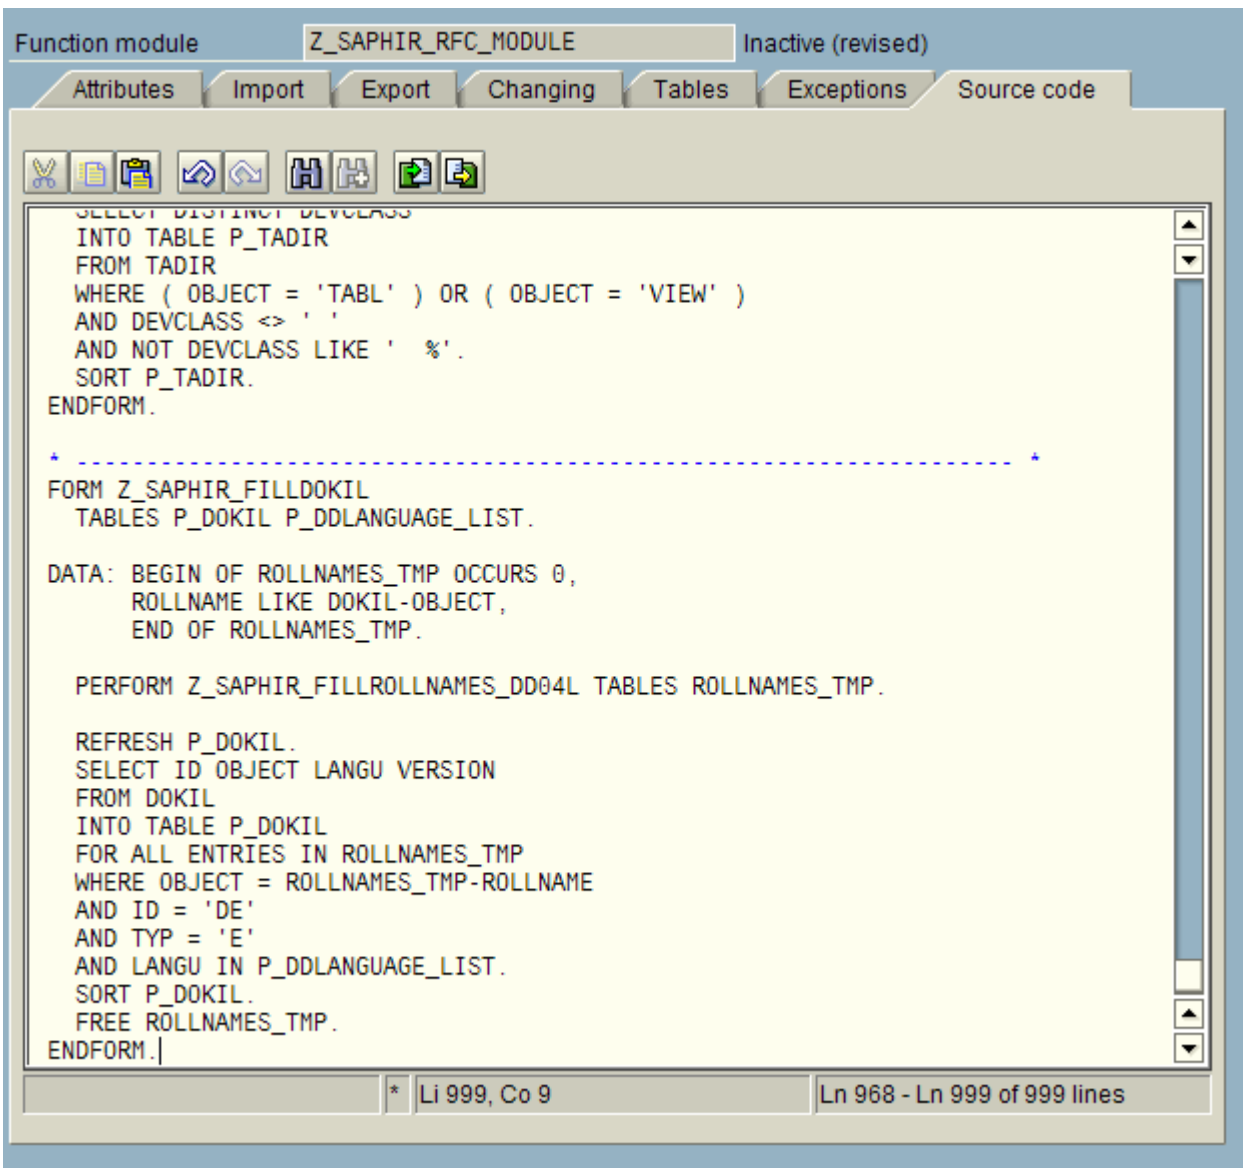 Function module Z_SAPHIR_RFC_MODULE Inactive (revised)
Attributes Import Export Changing Tables Exceptions Source code
SELECT DISTINCT DEVCLASS
INTO TABLE P_TADIR
FROM TADIR
WHERE ( OBJECT = 'TABL' ) OR ( OBJECT = 'VIEW' )
AND DEVCLASS <> ' '
AND NOT DEVCLASS LIKE '  %'.
SORT P_TADIR.
ENDFORM.
* ------------------------------------------------------------------- *
FORM Z_SAPHIR_FILLDOKIL
TABLES P_DOKIL P_DDLANGUAGE_LIST.
DATA: BEGIN OF ROLLNAMES_TMP OCCURS 0,
ROLLNAME LIKE DOKIL-OBJECT,
END OF ROLLNAMES_TMP.
PERFORM Z_SAPHIR_FILLROLLNAMES_DD04L TABLES ROLLNAMES_TMP.
REFRESH P_DOKIL.
SELECT ID OBJECT LANGU VERSION
FROM DOKIL
INTO TABLE P_DOKIL
FOR ALL ENTRIES IN ROLLNAMES_TMP
WHERE OBJECT = ROLLNAMES_TMP-ROLLNAME
AND ID = 'DE'
AND TYP = 'E'
AND LANGU IN P_DDLANGUAGE_LIST.
SORT P_DOKIL.
FREE ROLLNAMES_TMP.
ENDFORM.
* Li 999, Co 9 Ln 968 - Ln 999 of 999 lines